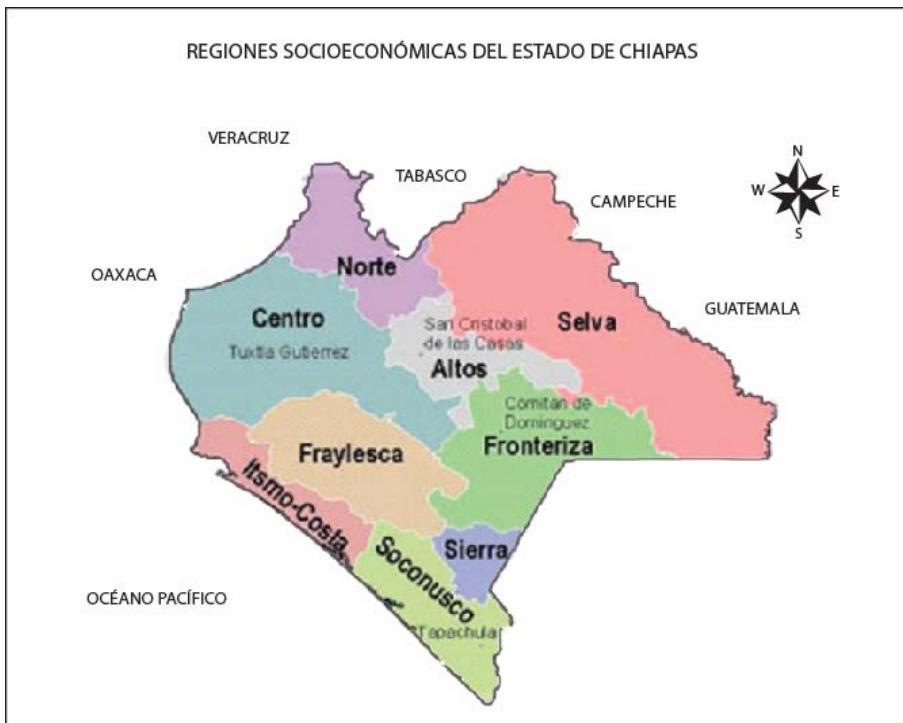 REGIONES SOCIOECONÓMICAS DEL ESTADO DE CHIAPAS
VERACRUZ
TABASCO
CAMPECHE
OAXACA
GUATEMALA
N
W
E
S
Norte
Centro
Tuxtla Gutierrez
San Cristobal
de las Casas
Altos
Selva
Comitán de
Dominguez
Fronteriza
Fraylesca
Itsmo-Costa
Soconusco
Sierra
Tapachula
OCÉANO PACÍFICO